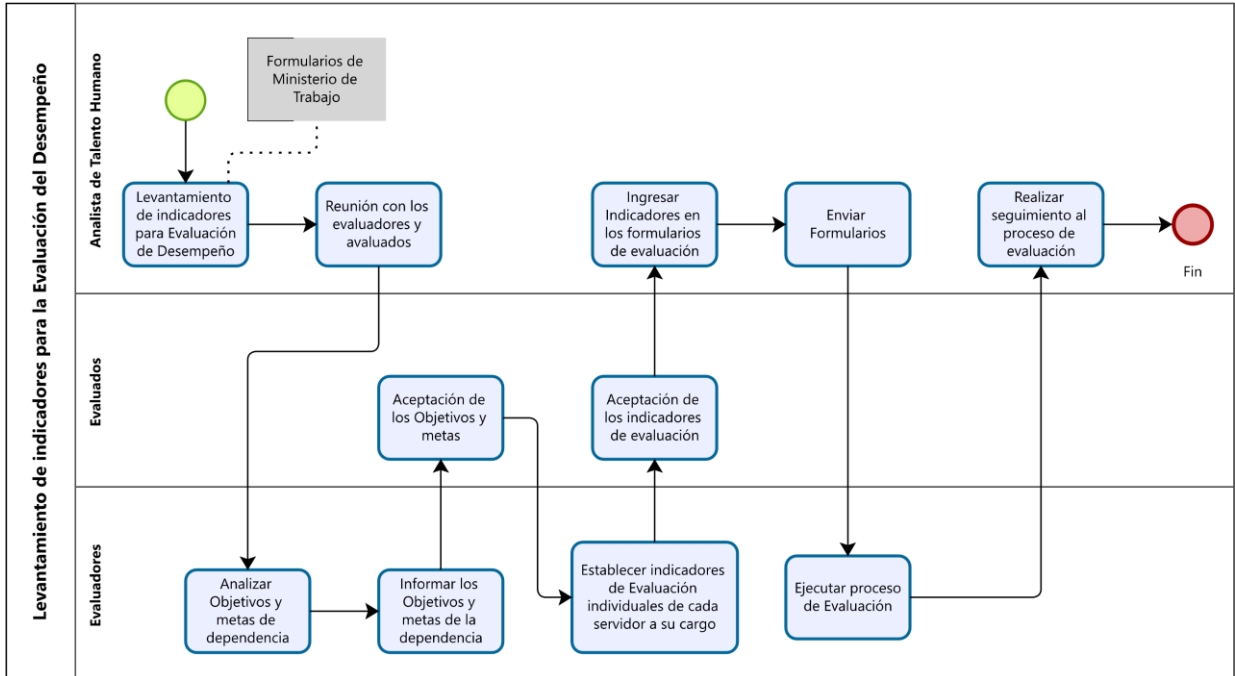 Levantamiento de indicadores para la Evaluación del Desempeño
Analista de Talento Humano
Formularios de
Ministerio de
Trabajo
Levantamiento
de indicadores
para Evaluación
de Desempeño
Reunión con los
evaluadores y
avaluados
Ingresar
Indicadores en
los formularios
de evaluación
Enviar
Formularios
Realizar
seguimiento al
proceso de
evaluación
Fin
Evaluados
Aceptación de
los Objetivos y
metas
Aceptación de
los indicadores
de evaluación
Evaluadores
Analizar
Objetivos y
metas de
dependencia
Informar los
Objetivos y
metas de la
dependencia
Establecer indicadores
de Evaluación
individuales de cada
servidor a su cargo
Ejecutar proceso
de Evaluación